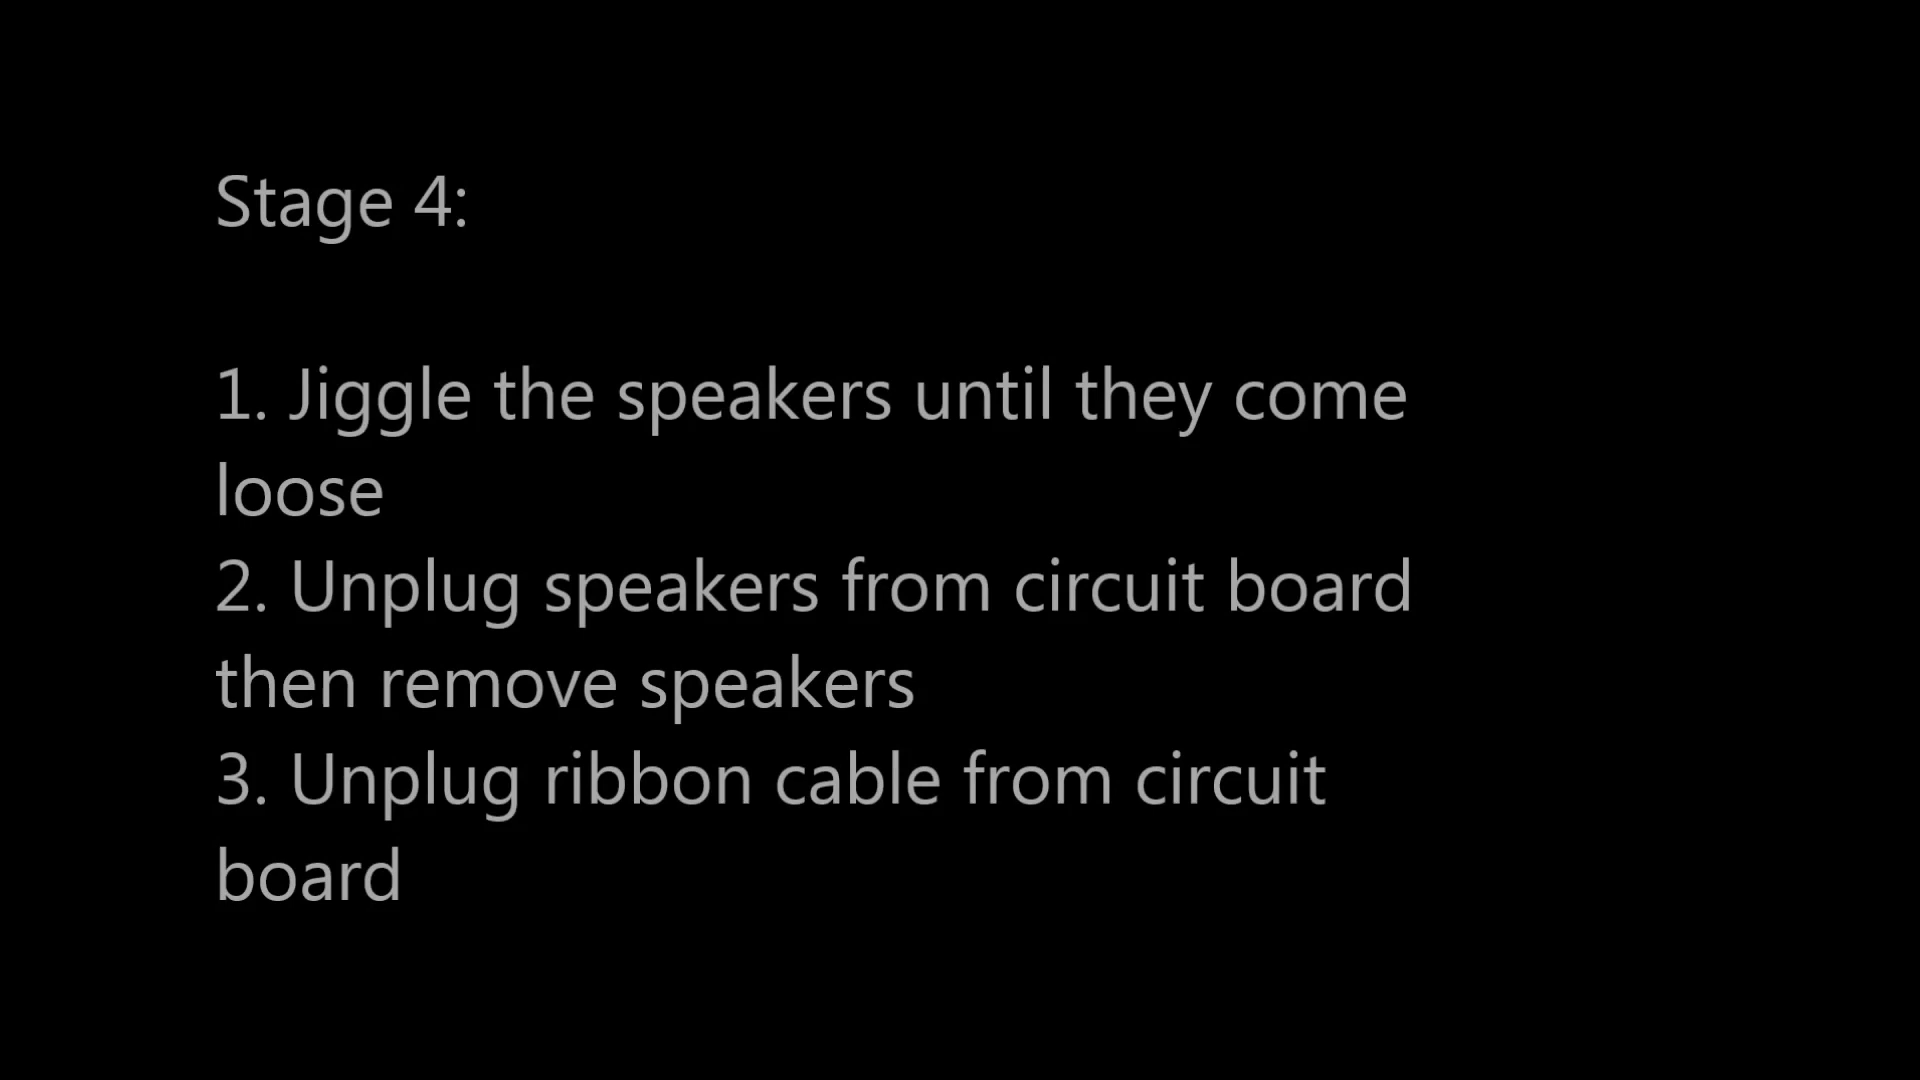 Stage 4:
1. Jiggle the speakers until they come
loose
2. Unplug speakers from circuit board
then remove speakers
3. Unplug ribbon cable from circuit
board